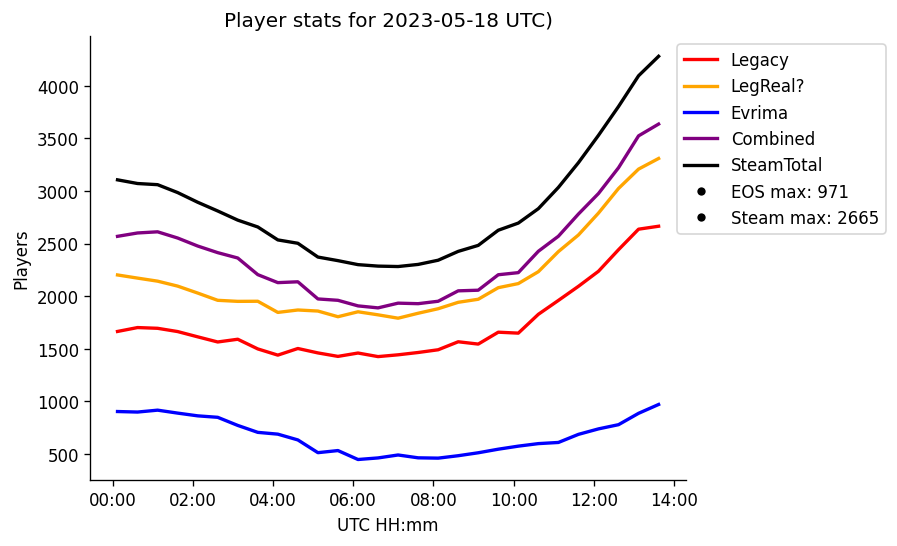 Player stats for 2023-05-18 UTC)
Players
4000
3500
3000
2500
2000
1500
1000
500
00:00 02:00 04:00 06:00 08:00 10:00 12:00 14:00
UTC HH:mm
Legacy
LegReal?
Evrima
Combined
SteamTotal
EOS max: 971
Steam max: 2665